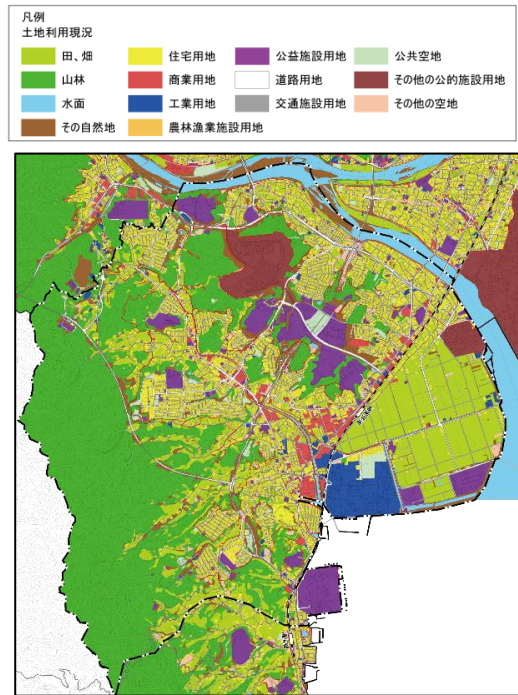 凡例
土地利用現況
田、畑 住宅用地 公益施設用地 公共空地
山林 商業用地 道路用地 その他の公的施設用地
水面 工業用地 交通施設用地 その他の空地
その自然地 農林漁業施設用地